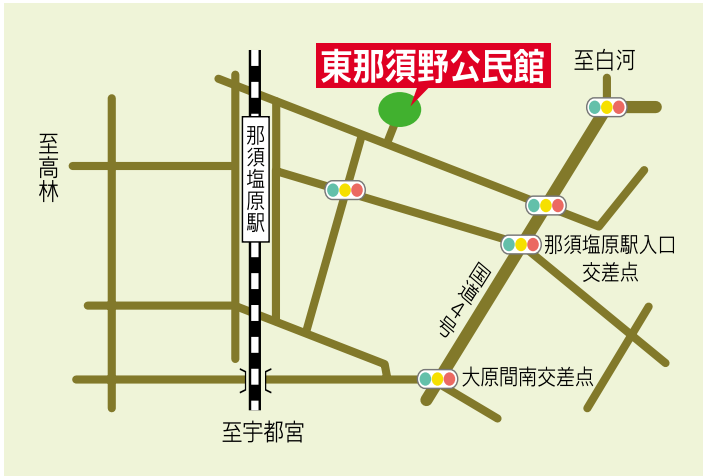 東那須野公民館
至白河
至高林
那須塩原駅
那須塩原駅入口
交差点
国道4号
大原間南交差点
至宇都宮